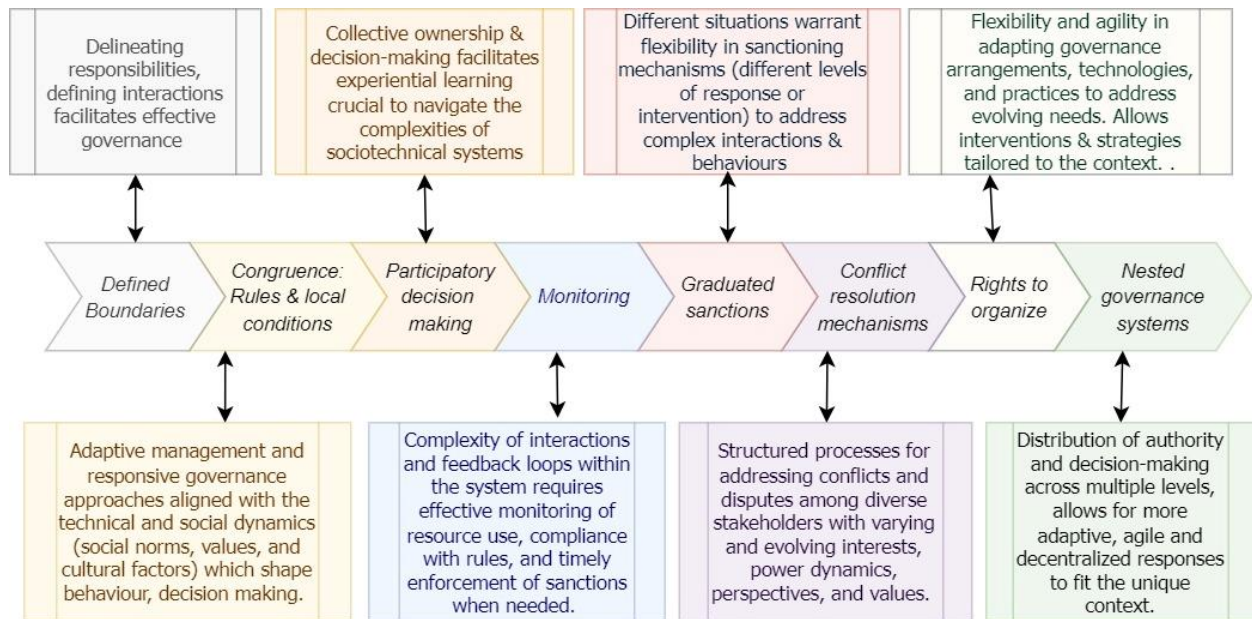 Delineating
responsibilities,
defining interactions
facilitates effective
governance
Collective ownership &
decision-making facilitates
experiential learning
crucial to navigate the
complexities of
sociotechnical systems
Different situations warrant
flexibility in sanctioning
mechanisms (different levels
of response or
intervention) to address
complex interactions &
behaviours
Flexibility and agility in
adapting governance
arrangements, technologies,
and practices to address
evolving needs. Allows
interventions & strategies
tailored to the context. .
Defined
Boundaries
Congruence:
Rules & local
conditions
Participatory
decision
making
Monitoring
Graduated
sanctions
Conflict
resolution
mechanisms
Rights to
organize
Nested
governance
systems
Adaptive management and
responsive governance
approaches aligned with the
technical and social dynamics
(social norms, values, and
cultural factors) which shape
behaviour, decision making.
Complexity of interactions
and feedback loops within
the system requires
effective monitoring of
resource use, compliance
with rules, and timely
enforcement of sanctions
when needed.
Structured processes for
addressing conflicts and
disputes among diverse
stakeholders with varying
and evolving interests,
power dynamics,
perspectives, and values.
Distribution of authority
and decision-making
across multiple levels,
allows for more
adaptive, agile and
decentralized responses
to fit the unique
context.